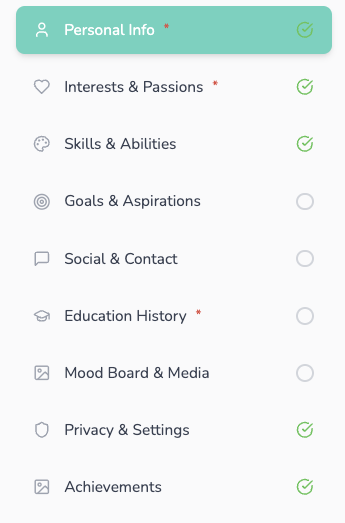 Personal Info *
Interests & Passions *
Skills & Abilities
Goals & Aspirations
Social & Contact
Education History *
Mood Board & Media
Privacy & Settings
Achievements